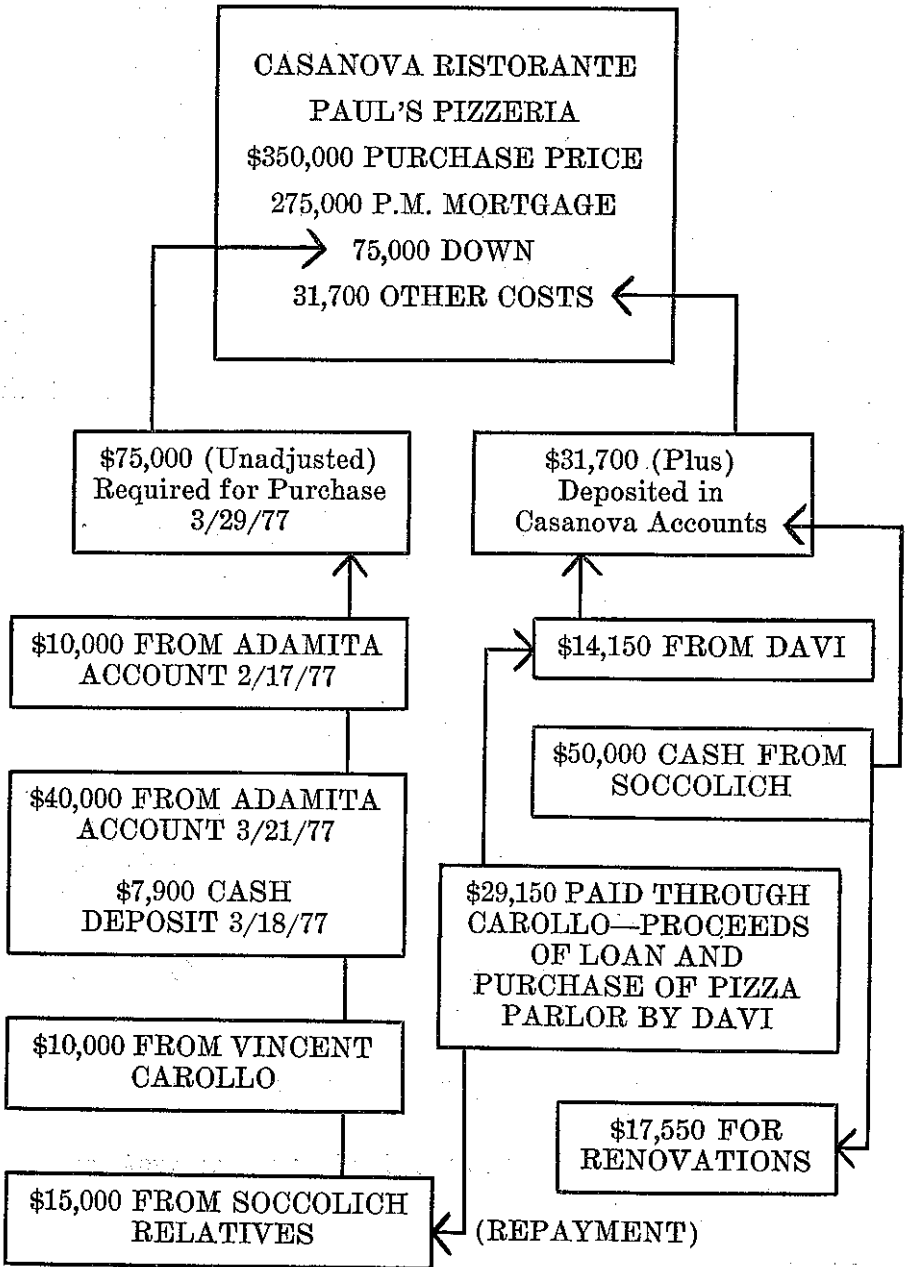 CASANOVA RISTORANTE
PAUL'S PIZZERIA
$350,000 PURCHASE PRICE
275,000 P.M. MORTGAGE
75,000 DOWN
31,700 OTHER COSTS
$75,000 (Unadjusted)
Required for Purchase
3/29/77
$31,700 (Plus)
Deposited in
Casanova Accounts
$10,000 FROM ADAMITA
ACCOUNT 2/17/77
$14,150 FROM DAVI
$50,000 CASH FROM
SOCCOLICH
$40,000 FROM ADAMITA
ACCOUNT 3/21/77
$7,900 CASH
DEPOSIT 3/18/77
$29,150 PAID THROUGH
CAROLLO—PROCEEDS
OF LOAN AND
PURCHASE OF PIZZA
PARLOR BY DAVI
$10,000 FROM VINCENT
CAROLLO
$17,550 FOR
RENOVATIONS
$15,000 FROM SOCCOLICH
RELATIVES
(REPAYMENT)